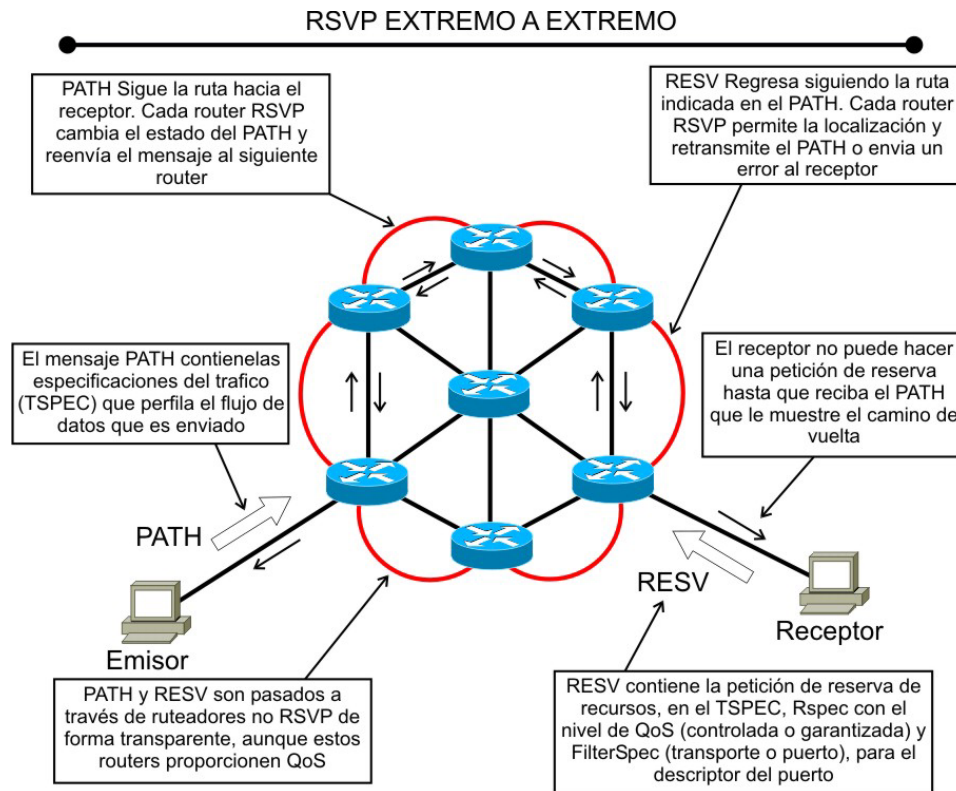 RSVP EXTREMO A EXTREMO
PATH Sigue la ruta hacia el
receptor. Cada router RSVP
cambia el estado del PATH y
reenvía el mensaje al siguiente
router
RESV Regresa siguiendo la ruta
indicada en el PATH. Cada router
RSVP permite la localización y
retransmite el PATH o envia un
error al receptor
El mensaje PATH contienelas
especificaciones del trafico
(TSPEC) que perfila el flujo de
datos que es enviado
El receptor no puede hacer
una petición de reserva
hasta que reciba el PATH
que le muestre el camino de
vuelta
PATH
RESV
Emisor
Receptor
PATH y RESV son pasados a
través de ruteadores no RSVP de
forma transparente, aunque estos
routers proporcionen QoS
RESV contiene la petición de reserva de
recursos, en el TSPEC, Rspec con el
nivel de QoS (controlada o garantizada) y
FilterSpec (transporte o puerto), para el
descriptor del puerto